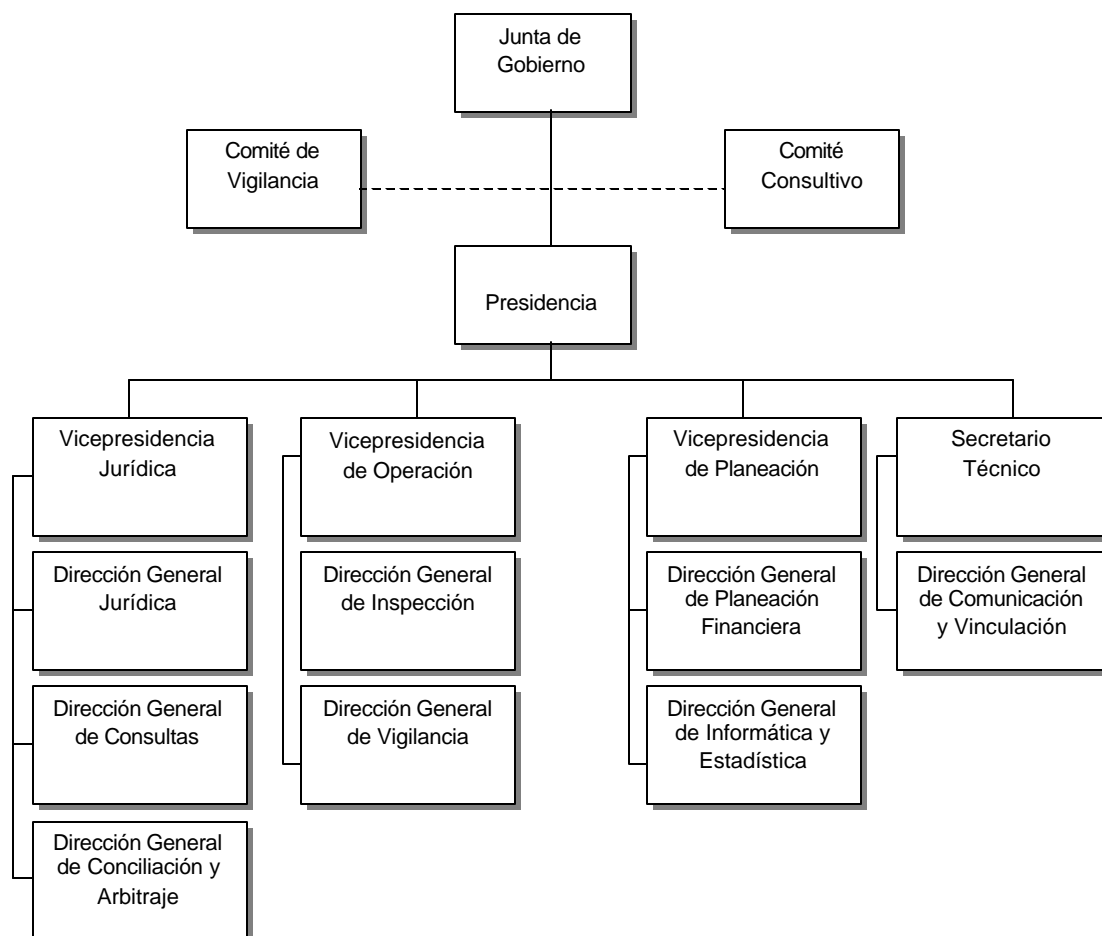 Junta de
Gobierno
Comité de
Vigilancia
Comité
Consultivo
Presidencia
Vicepresidencia
Jurídica
Vicepresidencia
de Operación
Vicepresidencia
de Planeación
Secretario
Técnico
Dirección General
Jurídica
Dirección General
de Inspección
Dirección General
de Planeación
Financiera
Dirección General
de Comunicación
y Vinculación
Dirección General
de Consultas
Dirección General
de Vigilancia
Dirección General
de Informática y
Estadística
Dirección General
de Conciliación y
Arbitraje